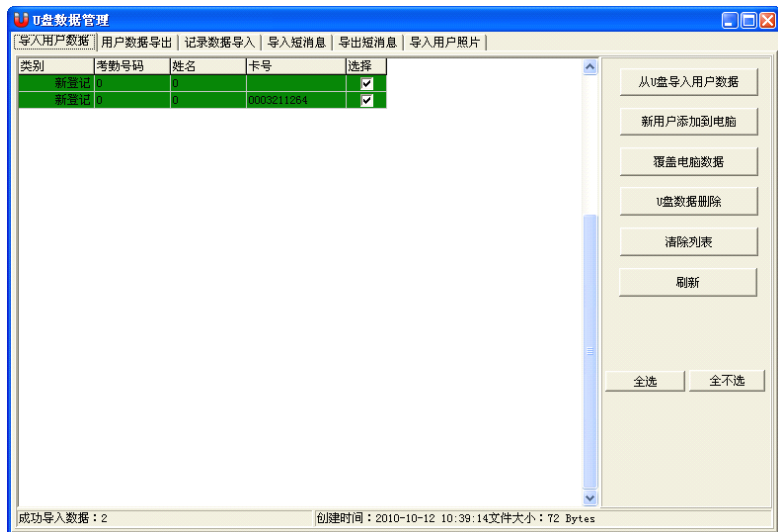 U盘数据管理
导入用户数据 用户数据导出 记录数据导入 导入短消息 导出短消息 导入用户照片
类别 考勤号码 姓名 卡号 选择
新登记 0 0
新登记 0 0 0003211264
从U盘导入用户数据
新用户添加到电脑
覆盖电脑数据
U盘数据删除
清除列表
刷新
全选 全不选
成功导入数据：2 创建时间：2010-10-12 10:39:14文件大小：72 Bytes